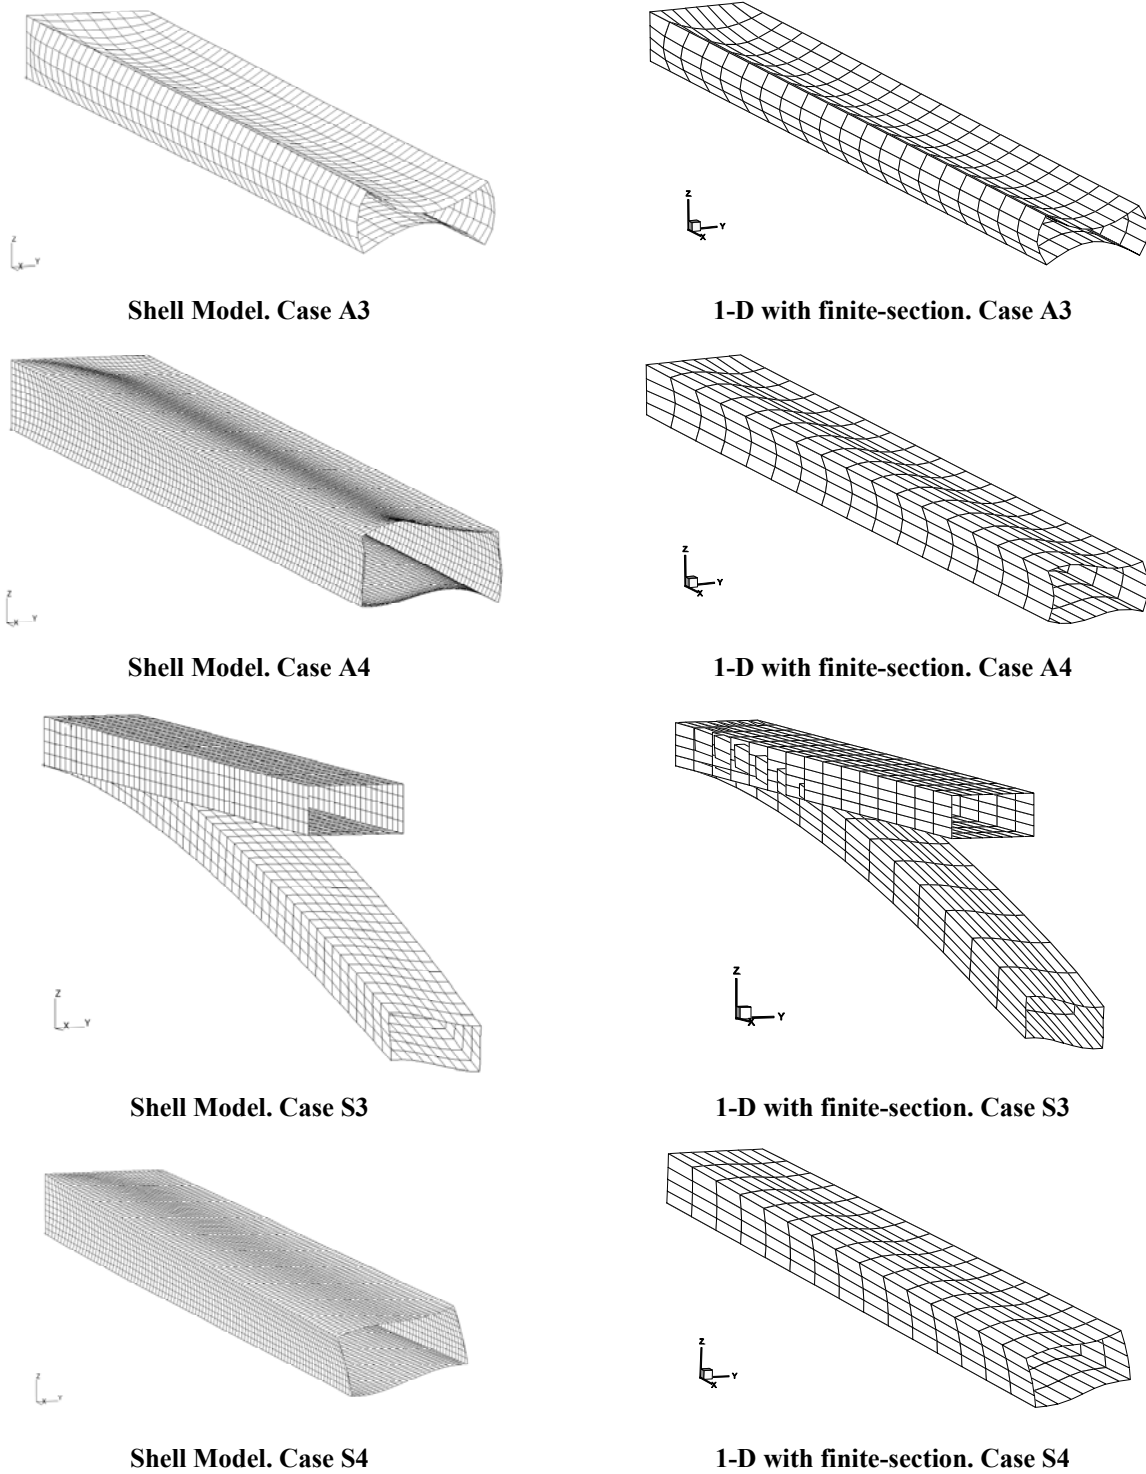 Z
Y
X
Z
Y
X
Shell Model. Case A3
1-D with finite-section. Case A3
Z
Y
X
Z
Y
X
Shell Model. Case A4
1-D with finite-section. Case A4
Z
X
Y
Z
Y
X
Shell Model. Case S3
1-D with finite-section. Case S3
Z
X
Y
Z
Y
X
Shell Model. Case S4
1-D with finite-section. Case S4